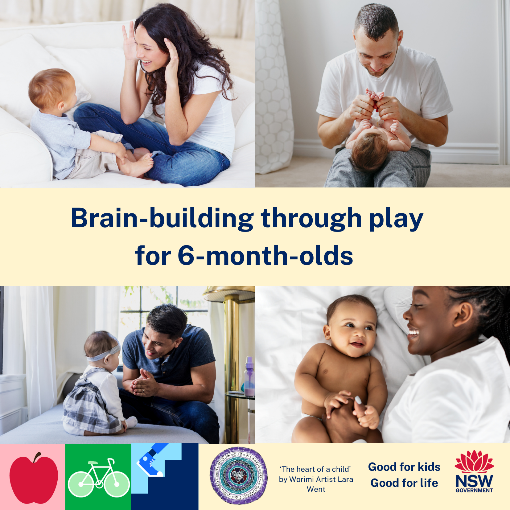 Brain-building through play
for 6-month-olds
'The heart of a child'
by Worimi Artist Lara
Went
Good for kids
Good for life
NSW
GOVERNMENT